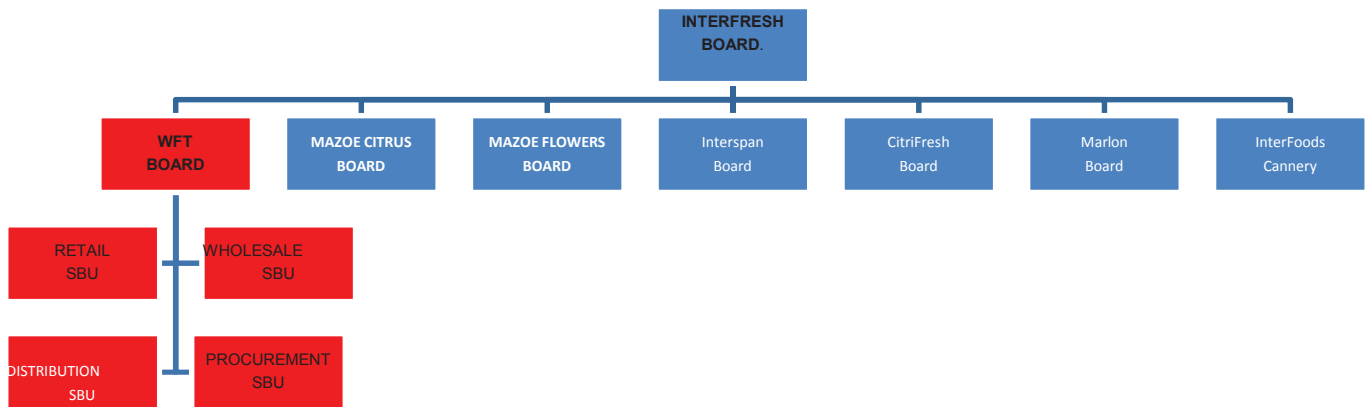 INTERFRESH
BOARD.
WFT
BOARD
MAZOE CITRUS
BOARD
MAZOE FLOWERS
BOARD
Interspan
Board
CitriFresh
Board
Marlon
Board
InterFoods
Cannery
RETAIL
SBU
WHOLESALE
SBU
DISTRIBUTION
SBU
PROCUREMENT
SBU